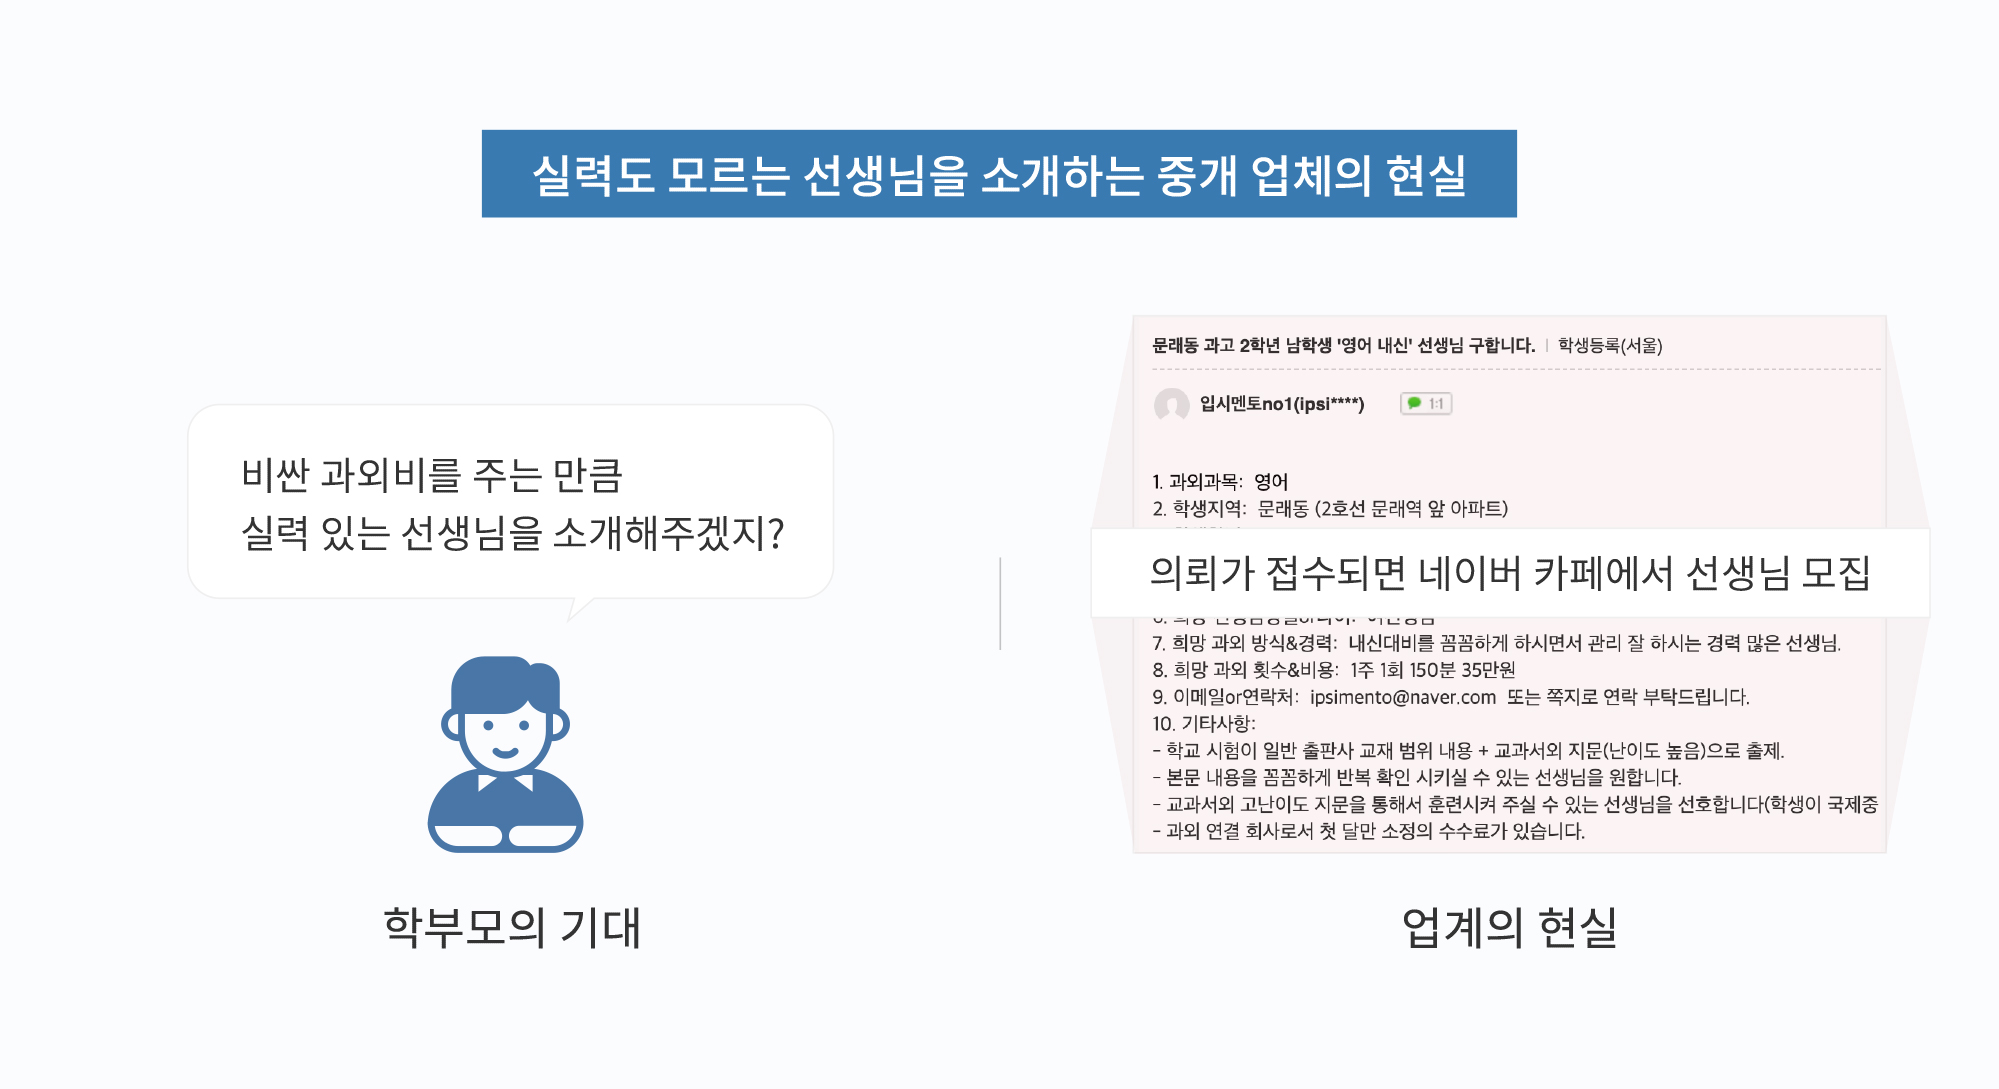 실력도 모르는 선생님을 소개하는 중개 업체의 현실
비싼 과외비를 주는 만큼
실력 있는 선생님을 소개해주겠지?
학부모의 기대
문래동 과고 2학년 남학생 '영어 내신' 선생님 구합니다. | 학생등록(서울)
입시멘토no1(ipsi****) 1:1
1. 과외과목: 영어
2. 학생지역: 문래동 (2호선 문래역 앞 아파트)
의뢰가 접수되면 네이버 카페에서 선생님 모집
7. 희망 과외 방식&경력: 내신대비를 꼼꼼하게 하시면서 관리 잘 하시는 경력 많은 선생님.
8. 희망 과외 횟수&비용: 1주 1회 150분 35만원
9. 이메일or연락처: ipsimento@naver.com 또는 쪽지로 연락 부탁드립니다.
10. 기타사항:
- 학교 시험이 일반 출판사 교재 범위 내용 + 교과서외 지문(난이도 높음)으로 출제.
- 본문 내용을 꼼꼼하게 반복 확인 시키실 수 있는 선생님을 원합니다.
- 교과서외 고난이도 지문을 통해서 훈련시켜 주실 수 있는 선생님을 선호합니다(학생이 국제중
- 과외 연결 회사로서 첫 달만 소정의 수수료가 있습니다.
업계의 현실